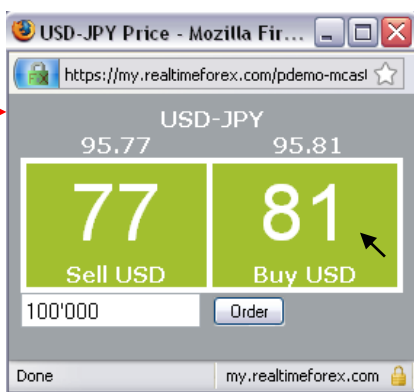 USD-JPY Price - Mozilla Fir...
https://my.realtimeforex.com/pdemo-mcasl
USD-JPY
95.77 95.81
77 81
Sell USD Buy USD
100'000 Order
Done my.realtimeforex.com